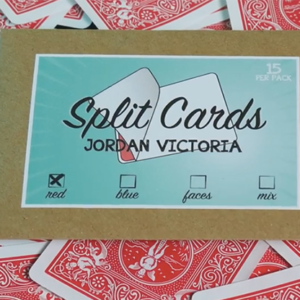 15
PER PACK
Split Cards
JORDAN VICTORIA
red blue faces mix